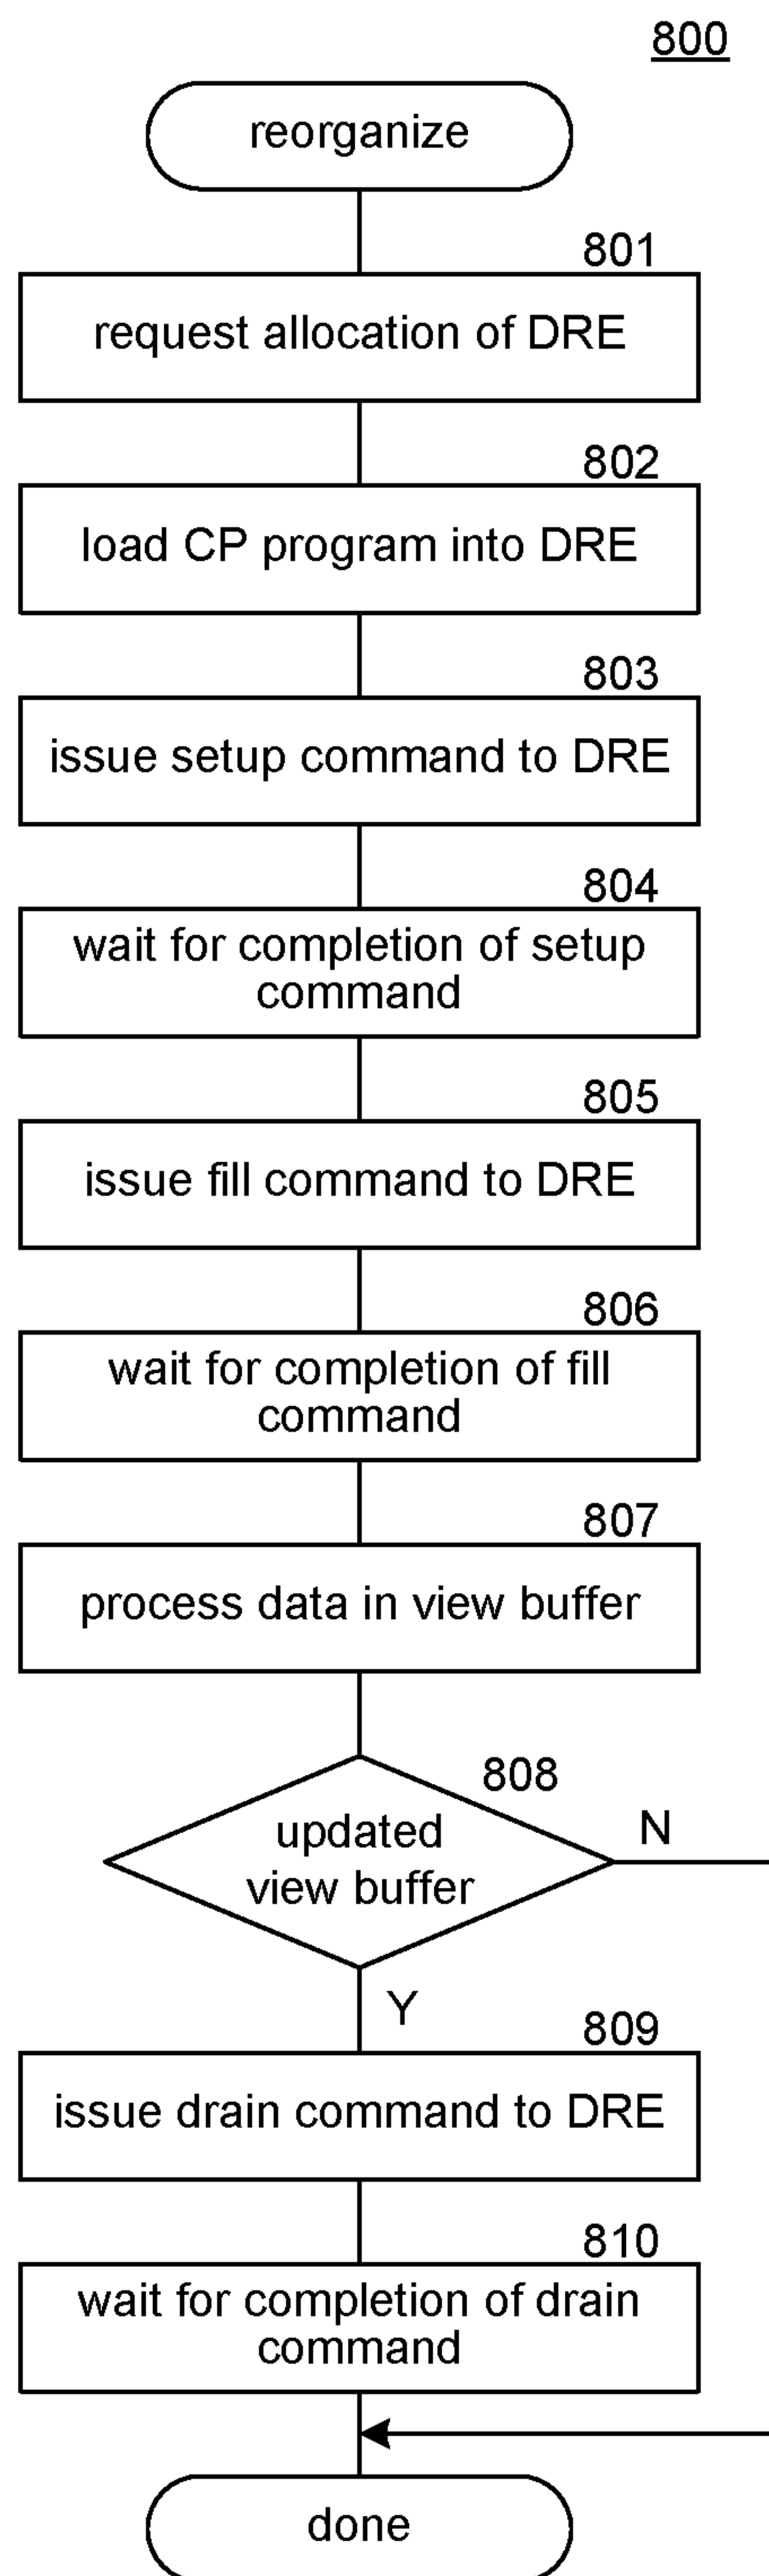 800
reorganize
801
request allocation of DRE
802
load CP program into DRE
803
issue setup command to DRE
804
wait for completion of setup
command
805
issue fill command to DRE
806
wait for completion of fill
command
807
process data in view buffer
808
updated
view buffer
N
Y
809
issue drain command to DRE
810
wait for completion of drain
command
done